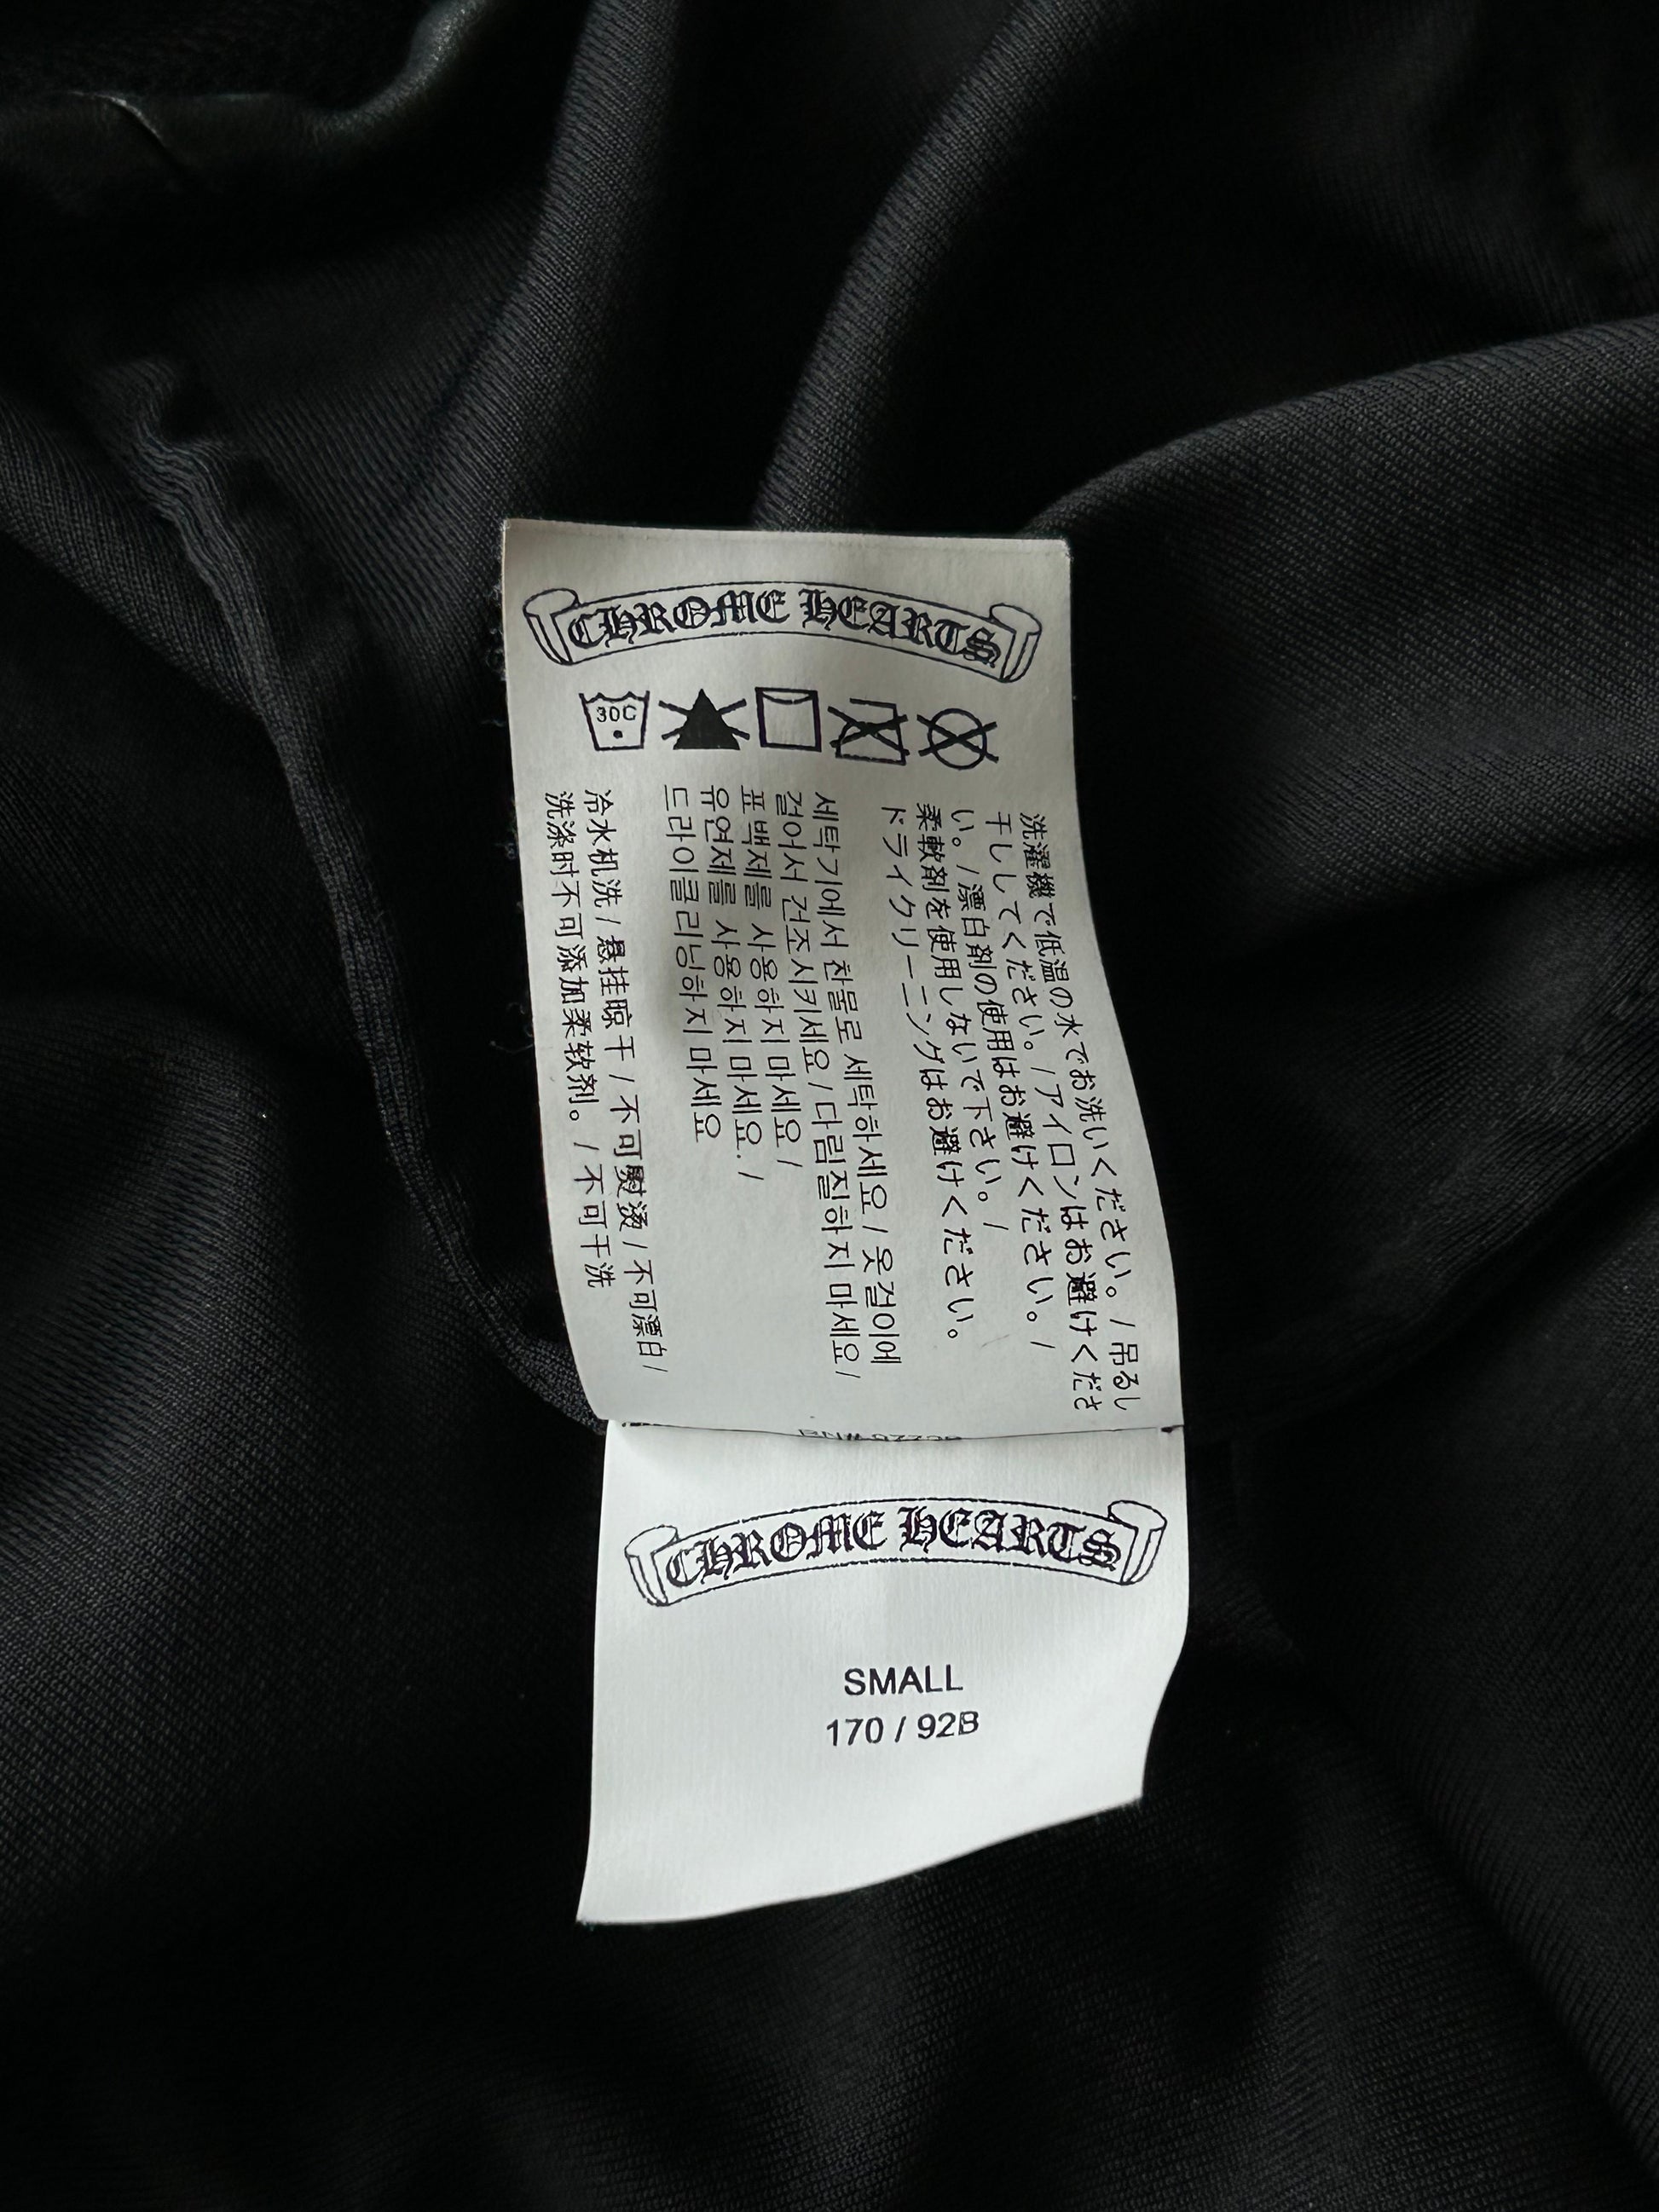 CHROME HEARTS
30C
洗濯機で低温の水でお洗いください。/ 吊るし
干ししてください。/アイロンはお避けくださ
い。/漂白剤の使用はお避けください。/
柔軟剤を使用しないで下さい。/
ドライクリーニングはお避けください。
세탁기에서 찬물로 세탁하세요 / 옷걸이에
걸어서 건조시키세요 / 다림질하지 마세요 /
표백제를 사용하지 마세요 /
유연제를 사용하지 마세요. /
드라이클리닝하지 마세요
冷水机洗 / 悬挂晾干 / 不可熨烫 / 不可漂白 /
洗涤时不可添加柔软剂。/ 不可干洗
CHROME HEARTS
SMALL
170 / 92B